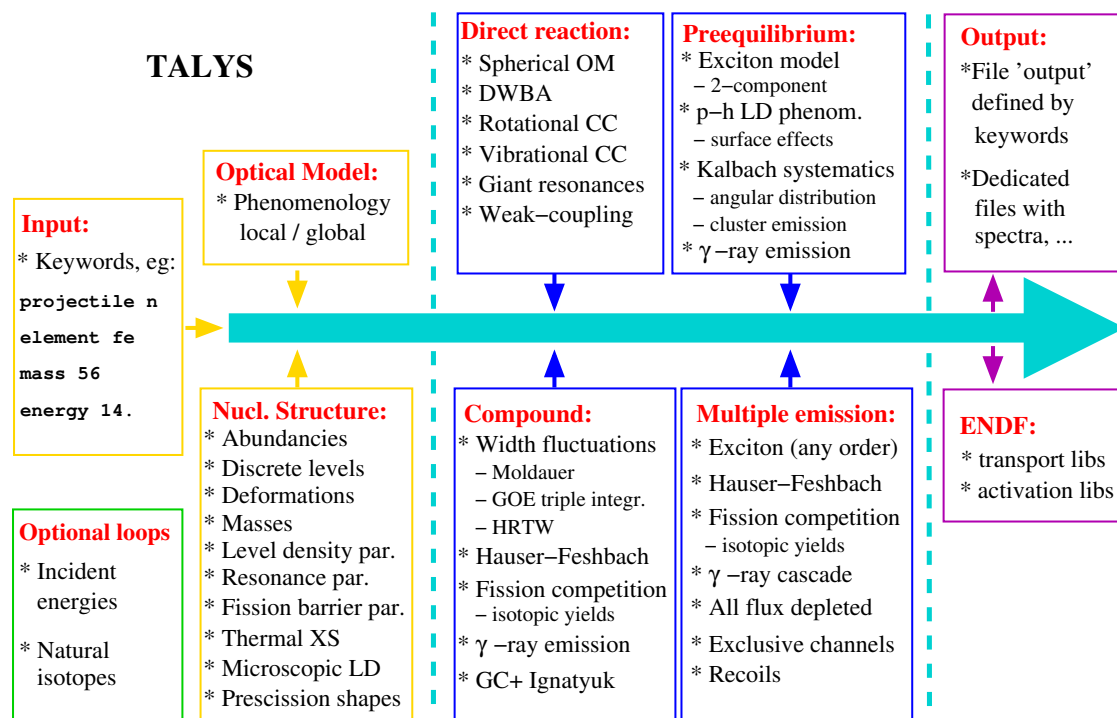 TALYS
Input:
* Keywords, eg:
projectile n
element fe
mass 56
energy 14.
Optional loops
* Incident
energies
* Natural
isotopes
Optical Model:
* Phenomenology
local / global
Nucl. Structure:
* Abundancies
* Discrete levels
* Deformations
* Masses
* Level density par.
* Resonance par.
* Fission barrier par.
* Thermal XS
* Microscopic LD
* Prescission shapes
Direct reaction:
* Spherical OM
* DWBA
* Rotational CC
* Vibrational CC
* Giant resonances
* Weak−coupling
Compound:
* Width fluctuations
− Moldauer
− GOE triple integr.
− HRTW
* Hauser−Feshbach
* Fission competition
− isotopic yields
* γ −ray emission
* GC+ Ignatyuk
Preequilibrium:
* Exciton model
− 2−component
* p−h LD phenom.
− surface effects
* Kalbach systematics
− angular distribution
− cluster emission
* γ−ray emission
Multiple emission:
* Exciton (any order)
* Hauser−Feshbach
* Fission competition
− isotopic yields
* γ −ray cascade
* All flux depleted
* Exclusive channels
* Recoils
Output:
*File ’output’
defined by
keywords
*Dedicated
files with
spectra, ...
ENDF:
* transport libs
* activation libs